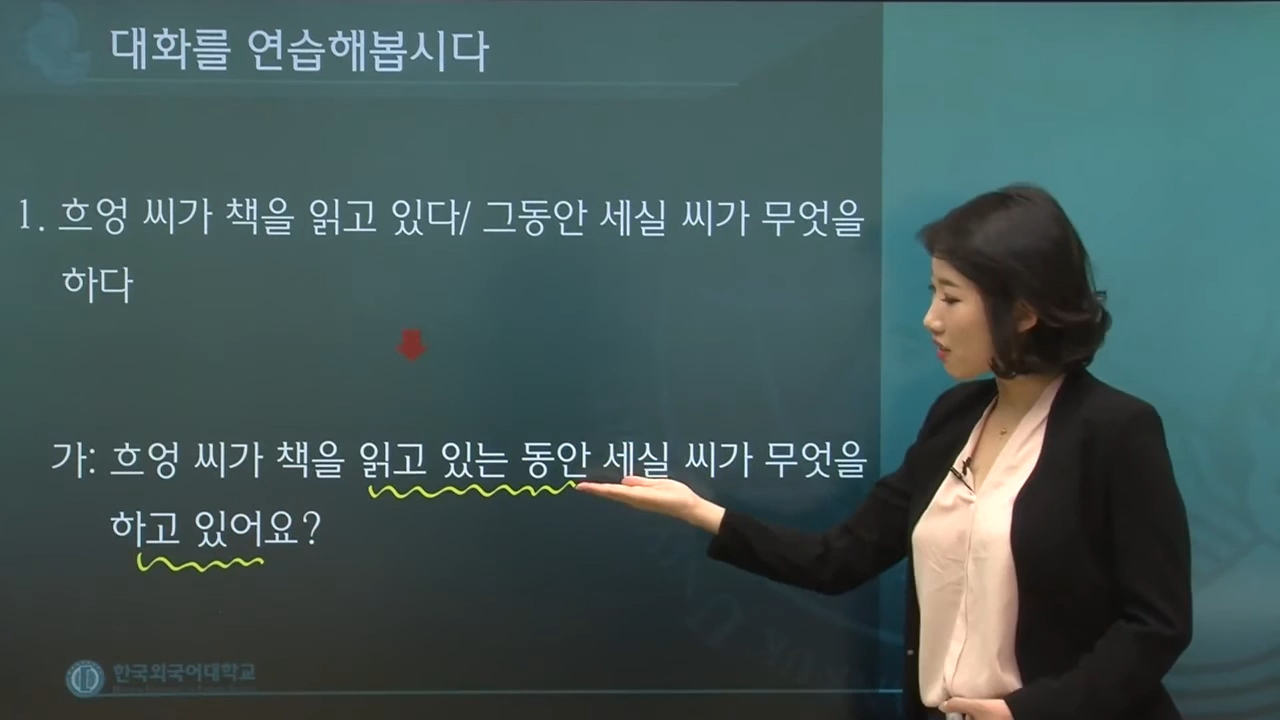 대화를 연습해봅시다
1. 흐엉 씨가 책을 읽고 있다/ 그동안 세실 씨가 무엇을
하다
가: 흐엉 씨가 책을 읽고 있는 동안 세실 씨가 무엇을
하고 있어요?
한국외국어대학교